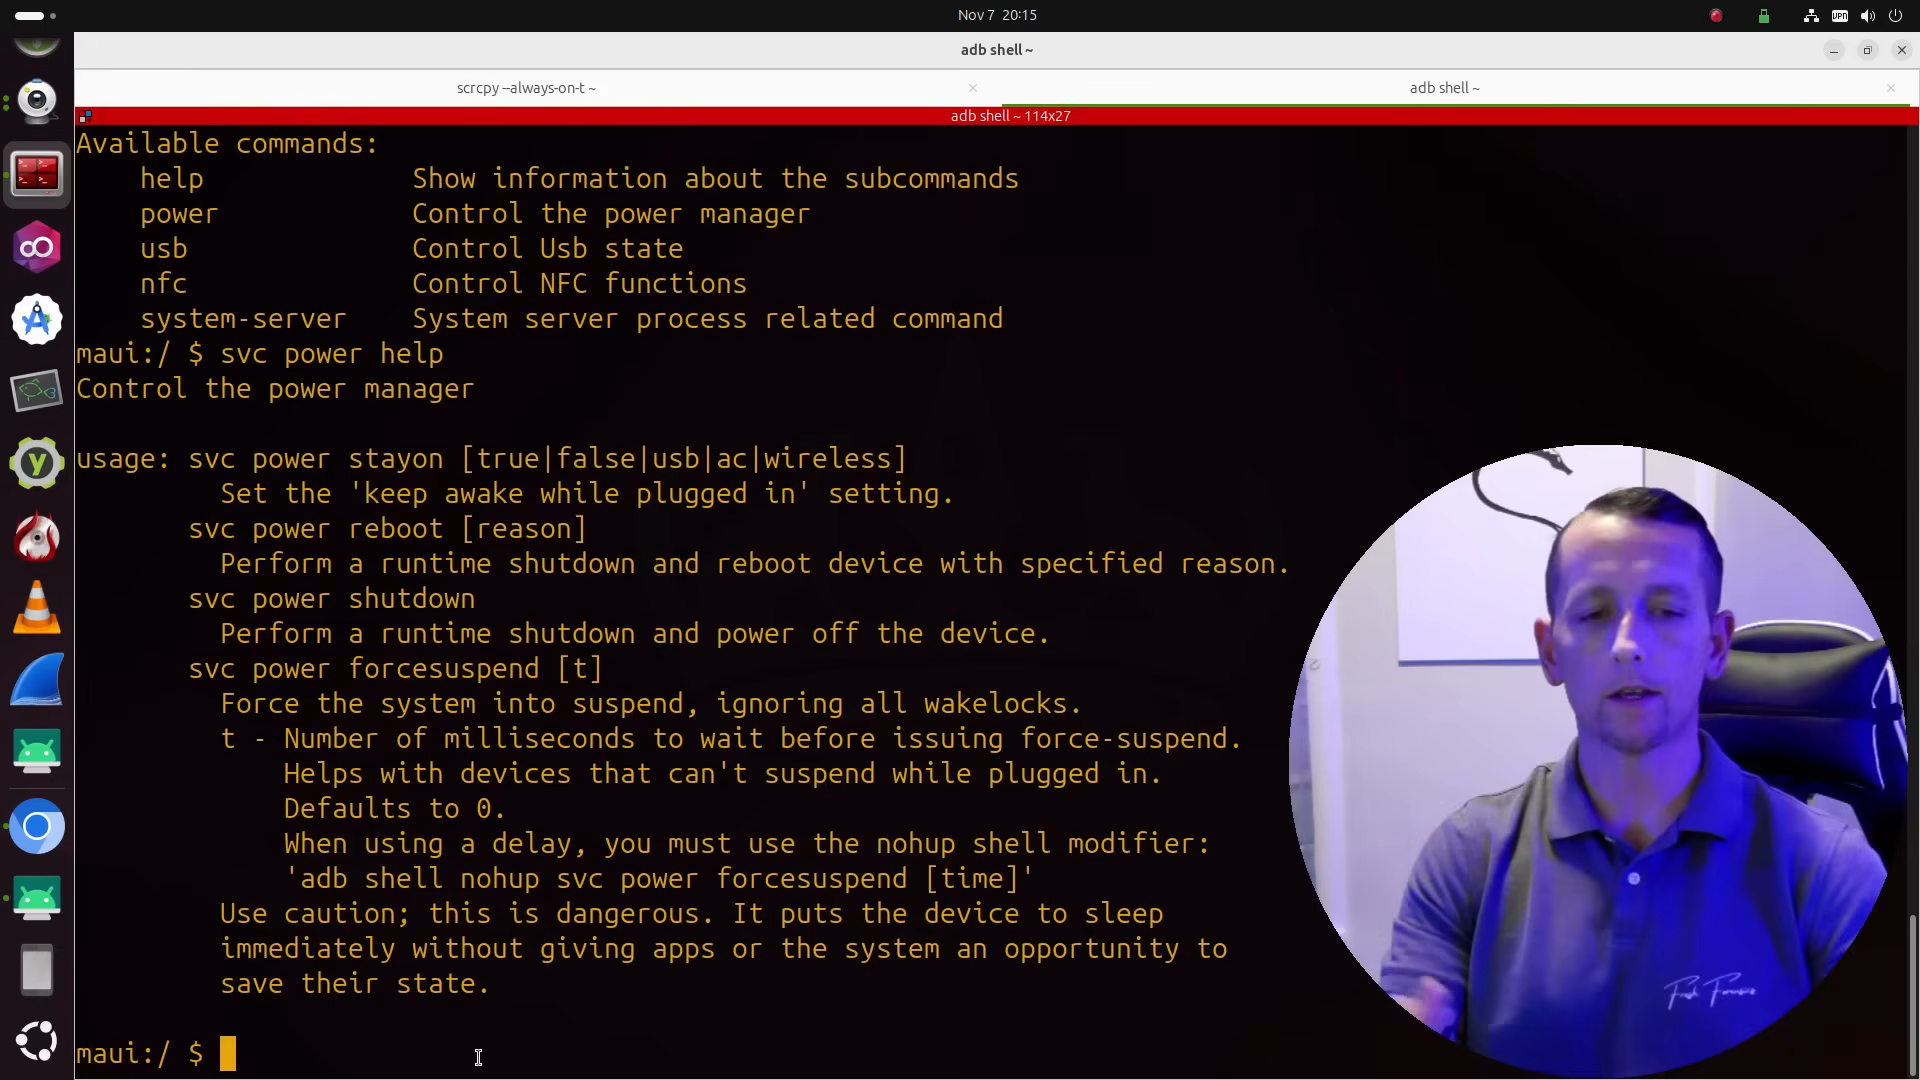 Nov 7 20:15
VPN
adb shell ~
scrcpy --always-on-t ~
adb shell ~
adb shell ~ 114x27
Available commands:
help Show information about the subcommands
power Control the power manager
usb Control Usb state
nfc Control NFC functions
system-server System server process related command
maui:/ $ svc power help
Control the power manager
usage: svc power stayon [true|false|usb|ac|wireless]
Set the 'keep awake while plugged in' setting.
svc power reboot [reason]
Perform a runtime shutdown and reboot device with specified reason.
svc power shutdown
Perform a runtime shutdown and power off the device.
svc power forcesuspend [t]
Force the system into suspend, ignoring all wakelocks.
t - Number of milliseconds to wait before issuing force-suspend.
Helps with devices that can't suspend while plugged in.
Defaults to 0.
When using a delay, you must use the nohup shell modifier:
'adb shell nohup svc power forcesuspend [time]'
Use caution; this is dangerous. It puts the device to sleep
immediately without giving apps or the system an opportunity to
save their state.
maui:/ $